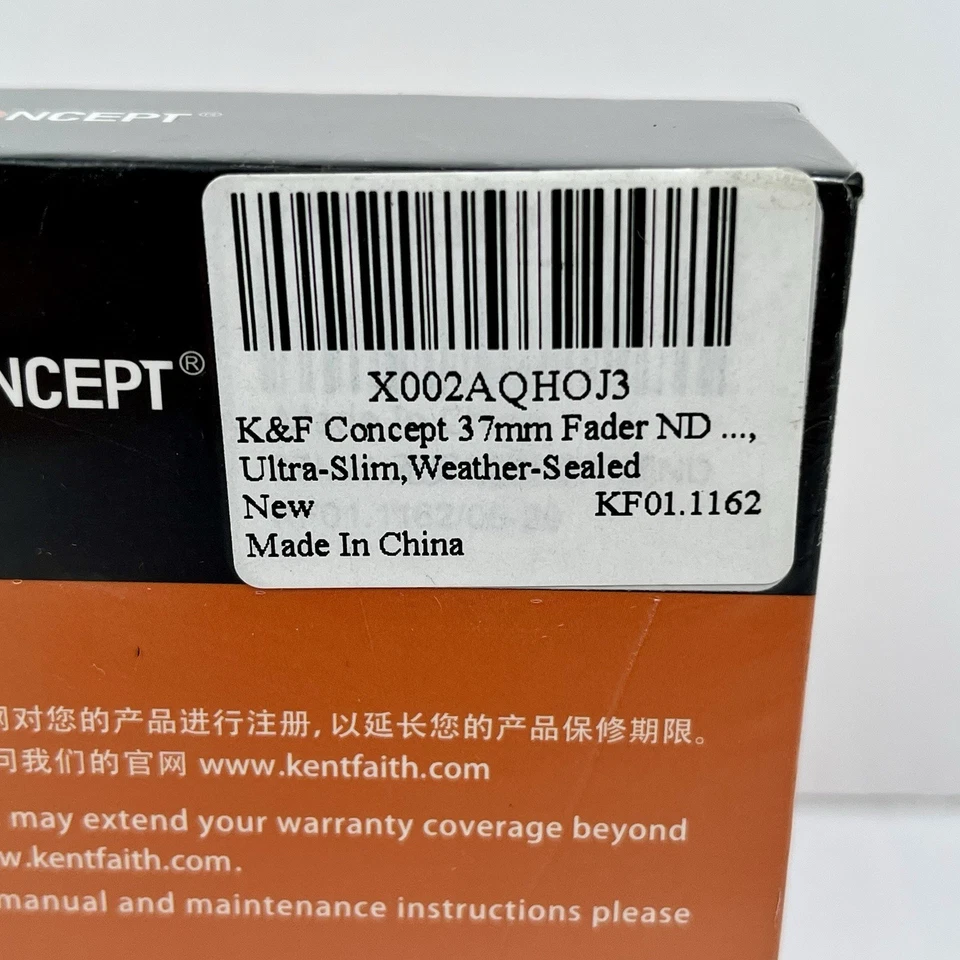 ONCEPT®
NCEPT®
X002AQHOJ3
K&F Concept 37mm Fader ND ...,
Ultra-Slim,Weather-Sealed
New KF01.1162
Made In China
网对您的产品进行注册，以延长您的产品保修期限。
问我们的官网 www.kentfaith.com
may extend your warranty coverage beyond
w.kentfaith.com.
manual and maintenance instructions please